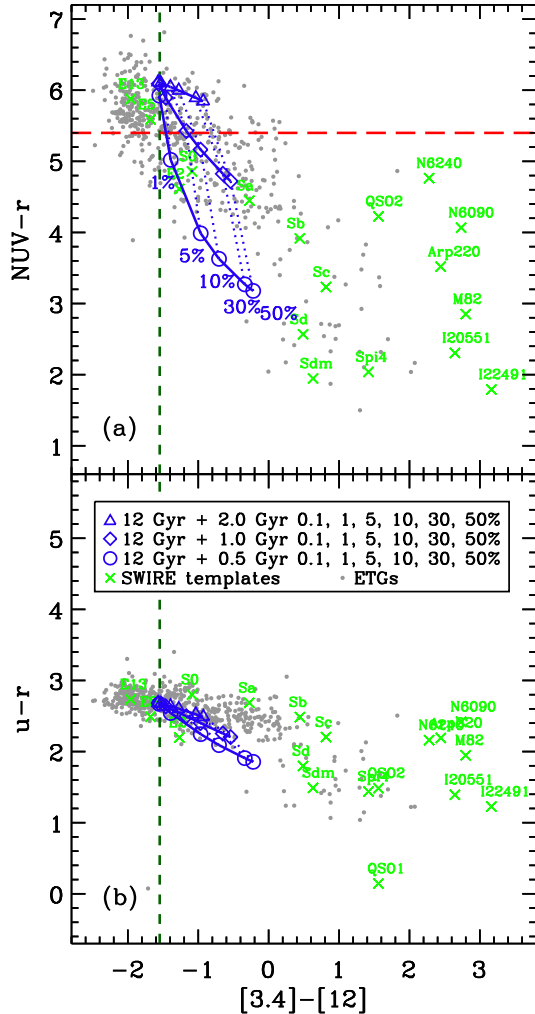 7
6
5
4
3
2
1
NUV-r
E13
E5
S0
E2
Sa
Sb
Sc
Sd
Sdm
Spi4
QSO2
N6240
N6090
Arp220
M82
I20551
I22491
1%
5%
10%
30%
50%
(a)
12 Gyr + 2.0 Gyr 0.1, 1, 5, 10, 30, 50%
12 Gyr + 1.0 Gyr 0.1, 1, 5, 10, 30, 50%
12 Gyr + 0.5 Gyr 0.1, 1, 5, 10, 30, 50%
SWIRE templates ETGs
5
4
3
2
1
0
u-r
E13
S0
Sa
Sb
Sc
Sd
Sdm
Spi4
QSO2
N6090
M82
I20551
I22491
QSO1
(b)
-2 -1 0 1 2 3
[3.4]-[12]